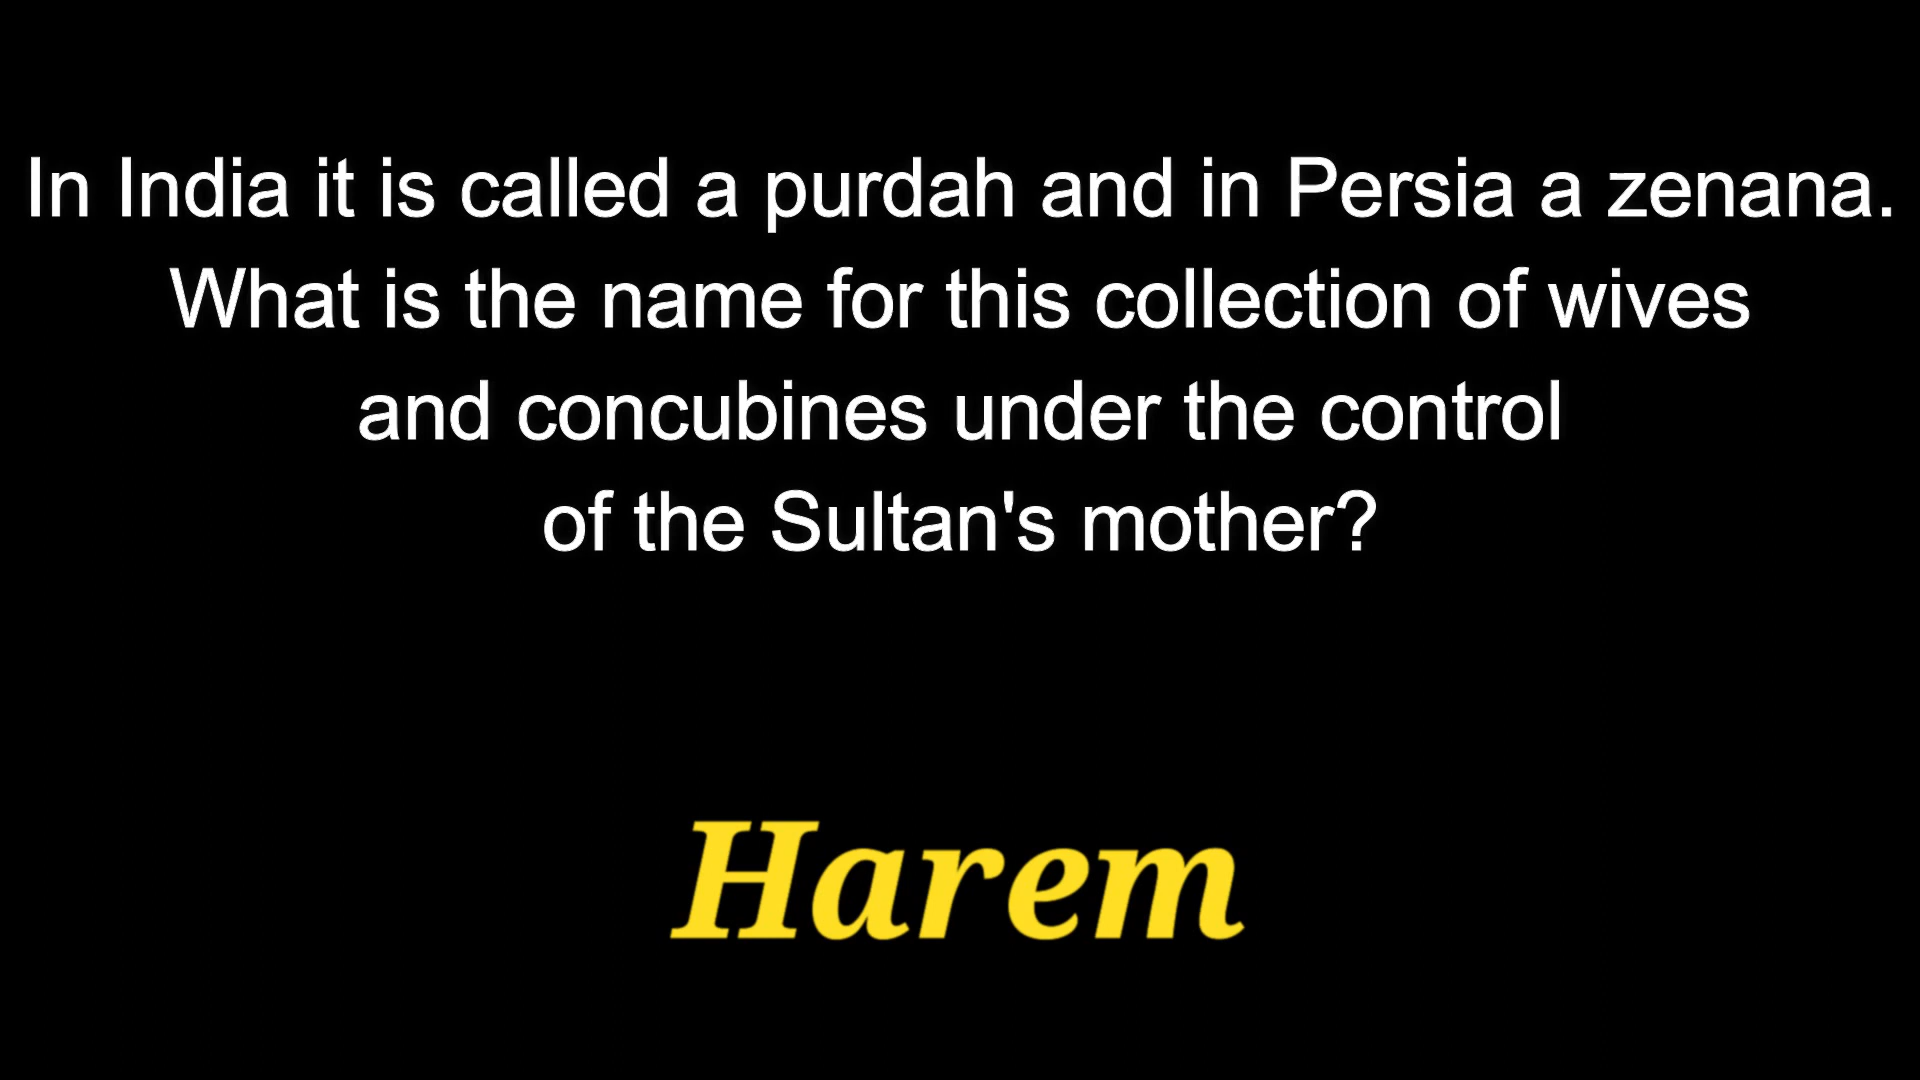 In India it is called a purdah and in Persia a zenana.
What is the name for this collection of wives
and concubines under the control
of the Sultan's mother?
Harem